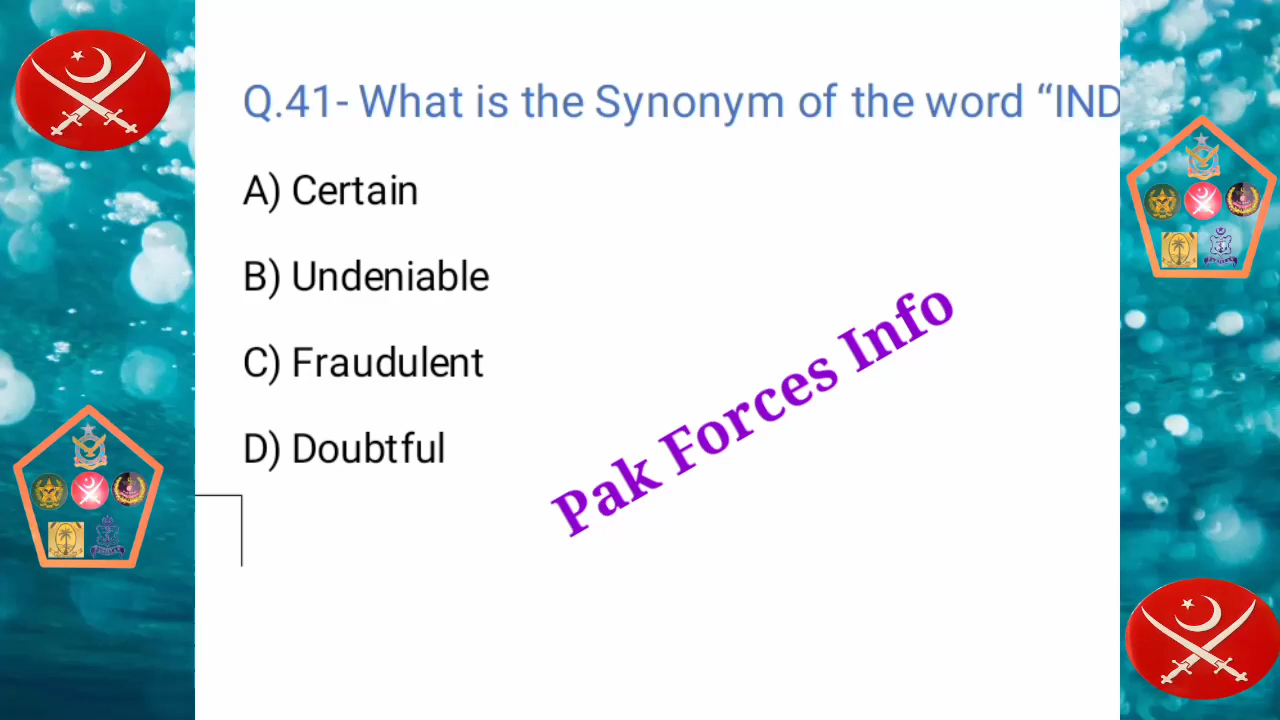 Q.41- What is the Synonym of the word “IND
A) Certain
B) Undeniable
C) Fraudulent
D) Doubtful
Pak Forces Info